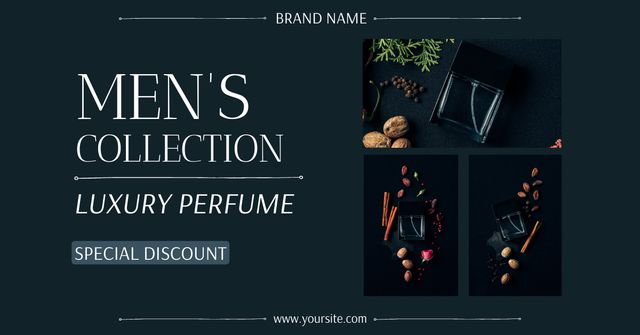 BRAND NAME
MEN'S
COLLECTION
LUXURY PERFUME
SPECIAL DISCOUNT
www.yoursite.com